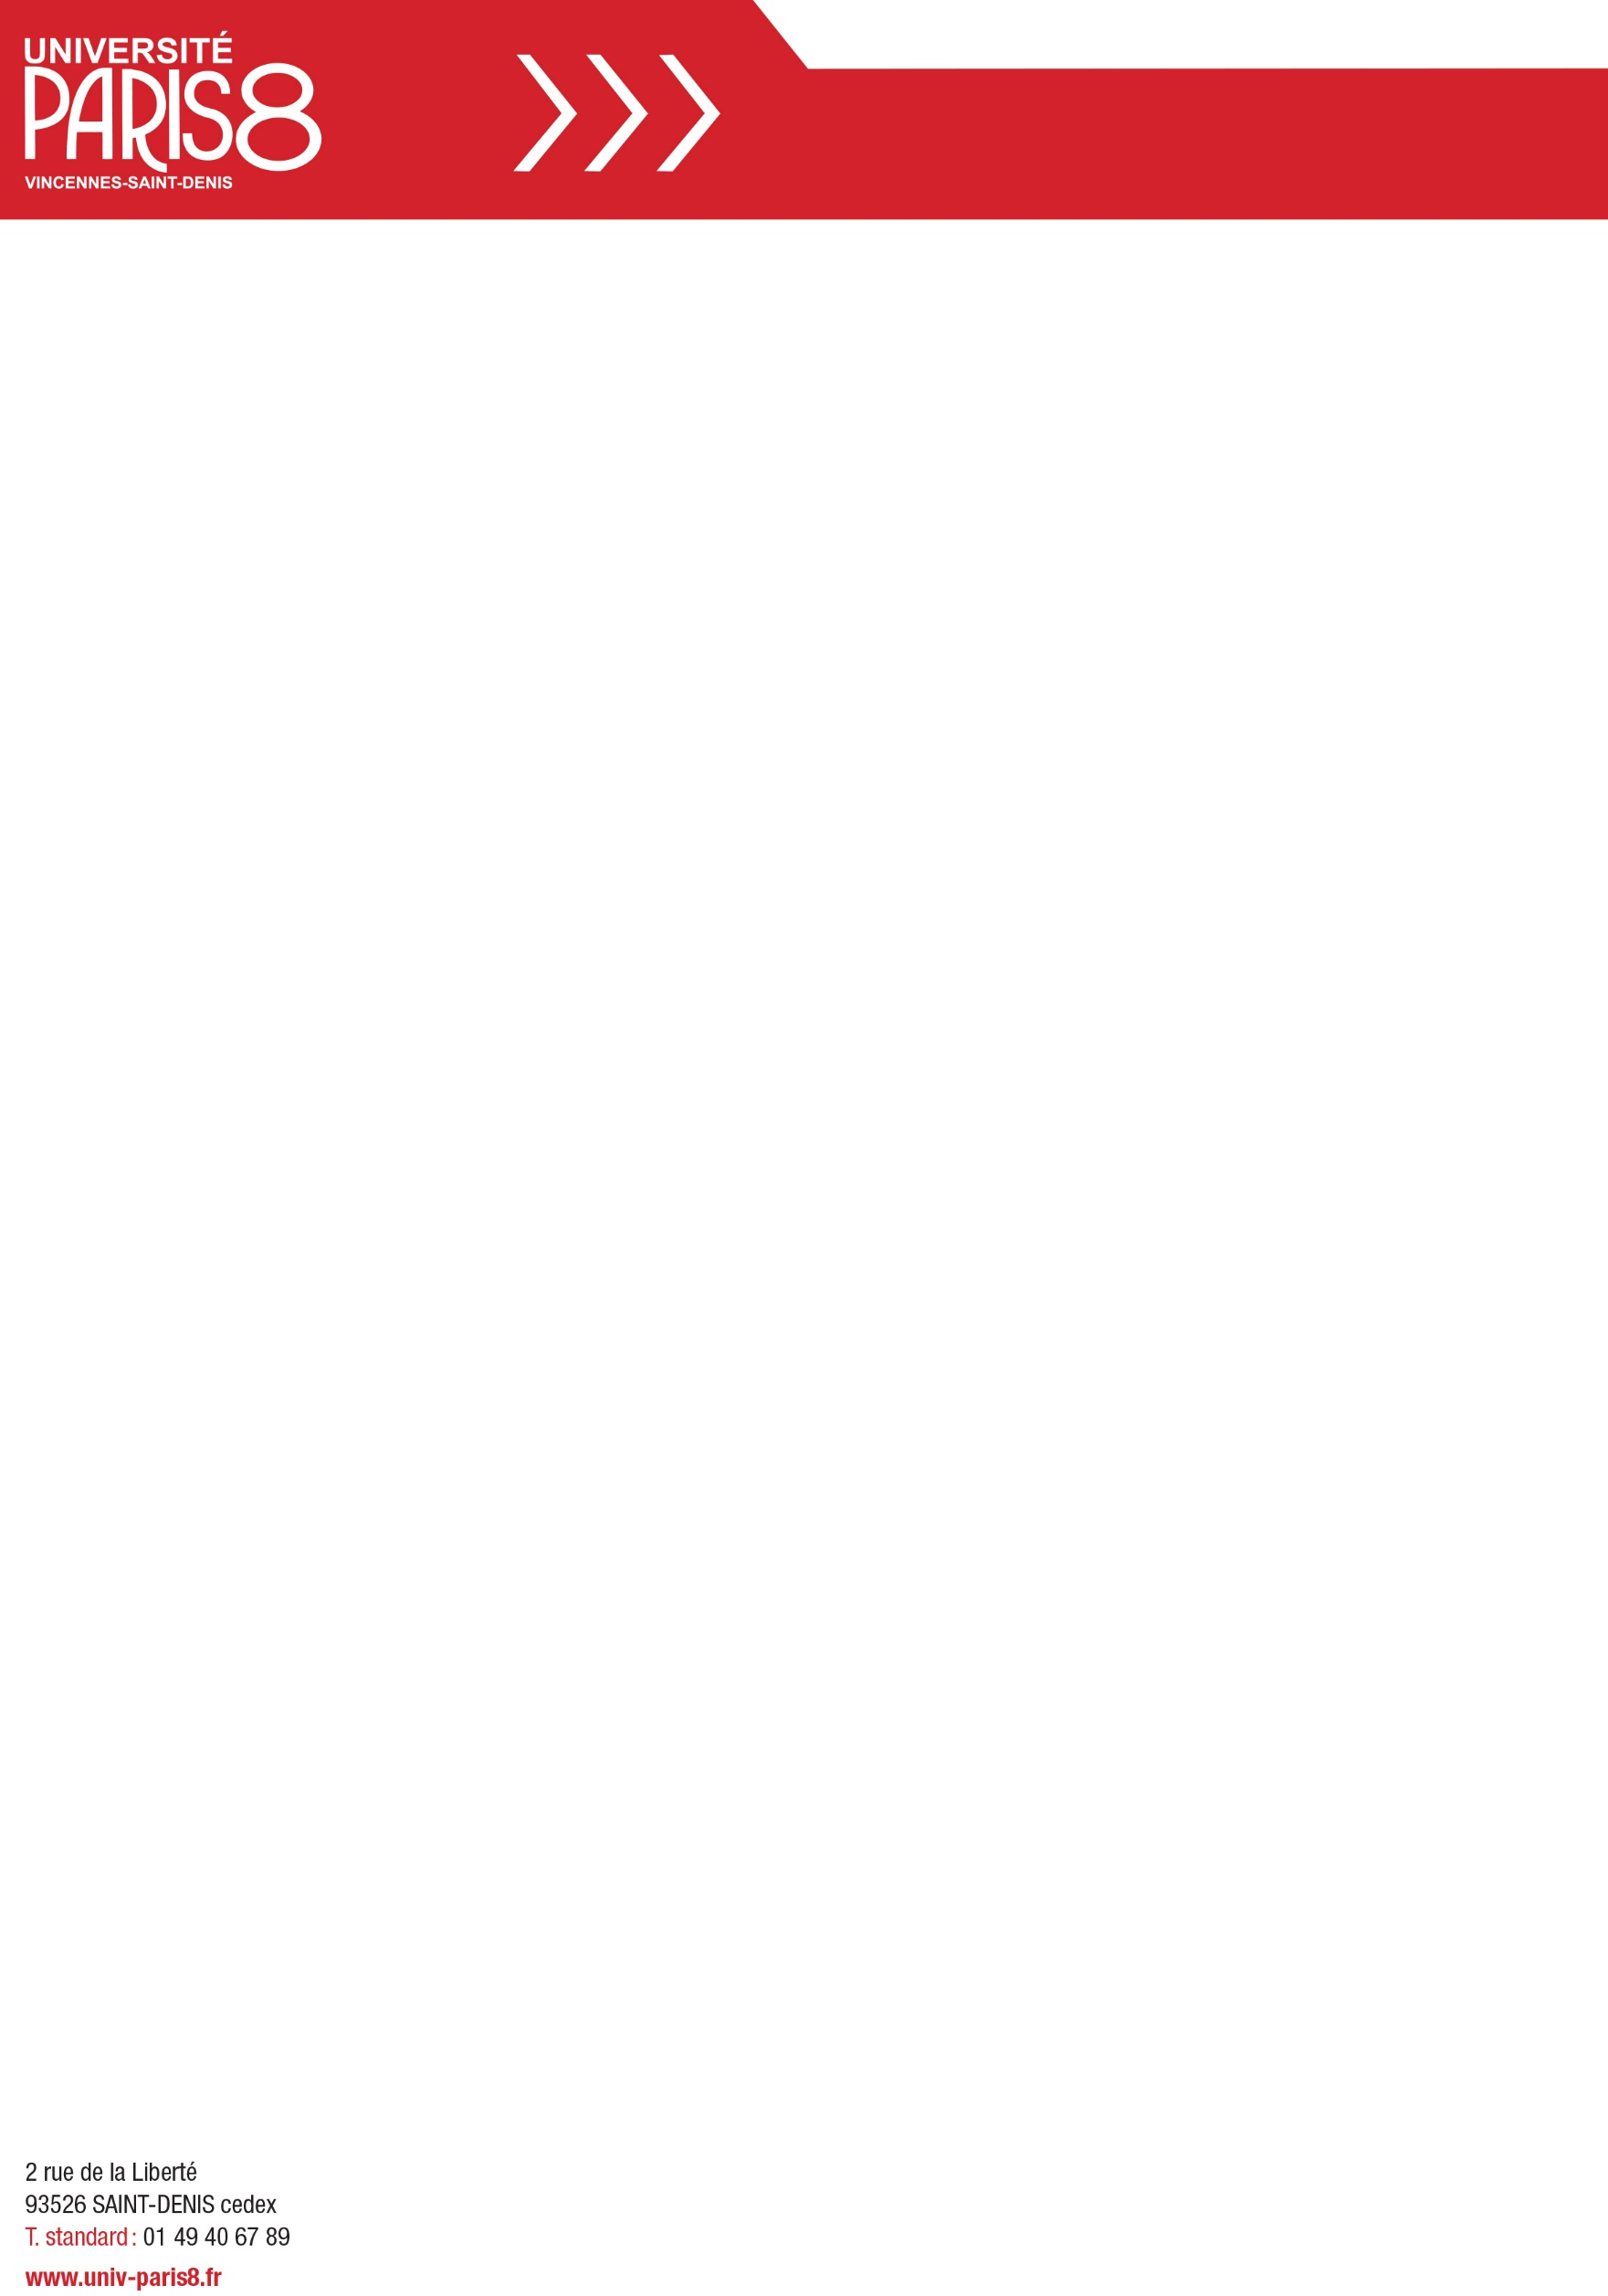 UNIVERSITÉ
PARIS8
VINCENNES-SAINT-DENIS
2 rue de la Liberté
93526 SAINT-DENIS cedex
T. standard : 01 49 40 67 89
www.univ-paris8.fr